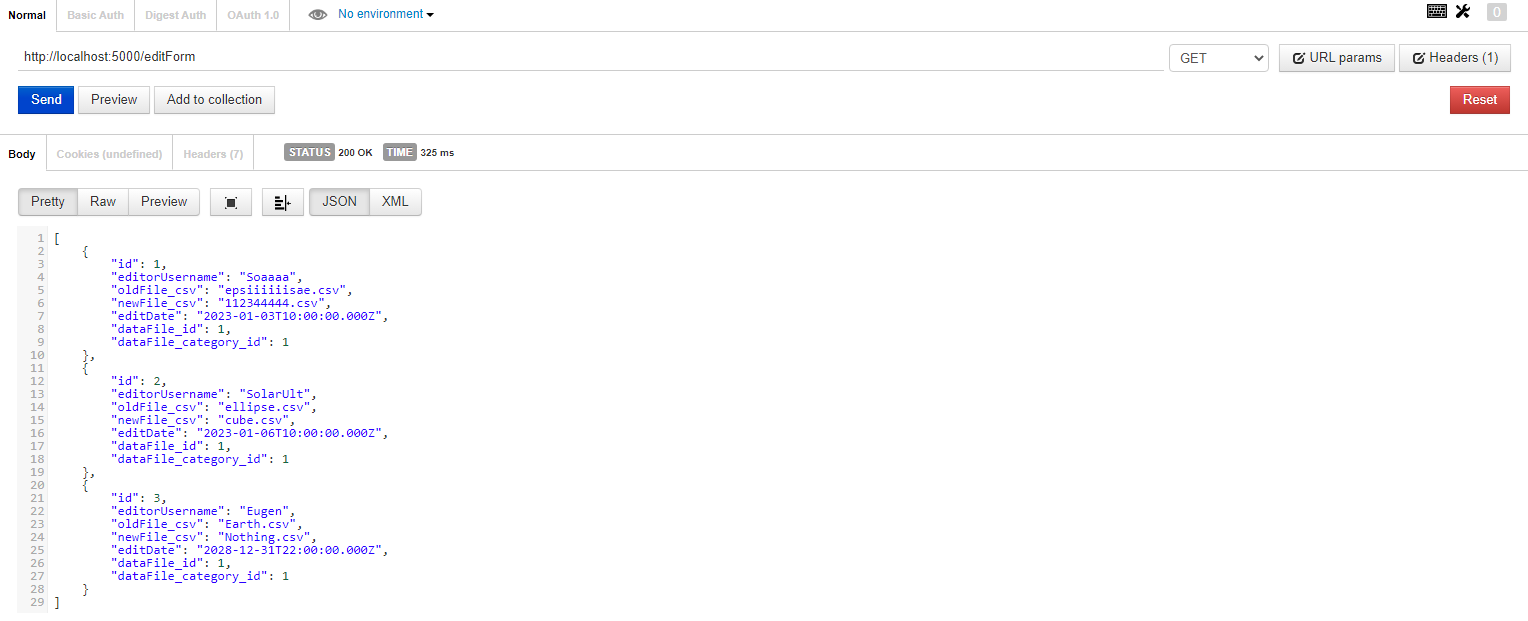 Normal Basic Auth Digest Auth OAuth 1.0 No environment 0
http://localhost:5000/editForm GET URL params Headers (1)
Send Preview Add to collection Reset
Body Cookies (undefined) Headers (7) STATUS 200 OK TIME 325 ms
Pretty Raw Preview JSON XML
1 [
2 {
3 "id": 1,
4 "editorUsername": "Soaaaa",
5 "oldFile_csv": "epsiiiiiisae.csv",
6 "newFile_csv": "112344444.csv",
7 "editDate": "2023-01-03T10:00:00.000Z",
8 "dataFile_id": 1,
9 "dataFile_category_id": 1
10 },
11 {
12 "id": 2,
13 "editorUsername": "SolarUlt",
14 "oldFile_csv": "ellipse.csv",
15 "newFile_csv": "cube.csv",
16 "editDate": "2023-01-06T10:00:00.000Z",
17 "dataFile_id": 1,
18 "dataFile_category_id": 1
19 },
20 {
21 "id": 3,
22 "editorUsername": "Eugen",
23 "oldFile_csv": "Earth.csv",
24 "newFile_csv": "Nothing.csv",
25 "editDate": "2028-12-31T22:00:00.000Z",
26 "dataFile_id": 1,
27 "dataFile_category_id": 1
28 }
29 ]